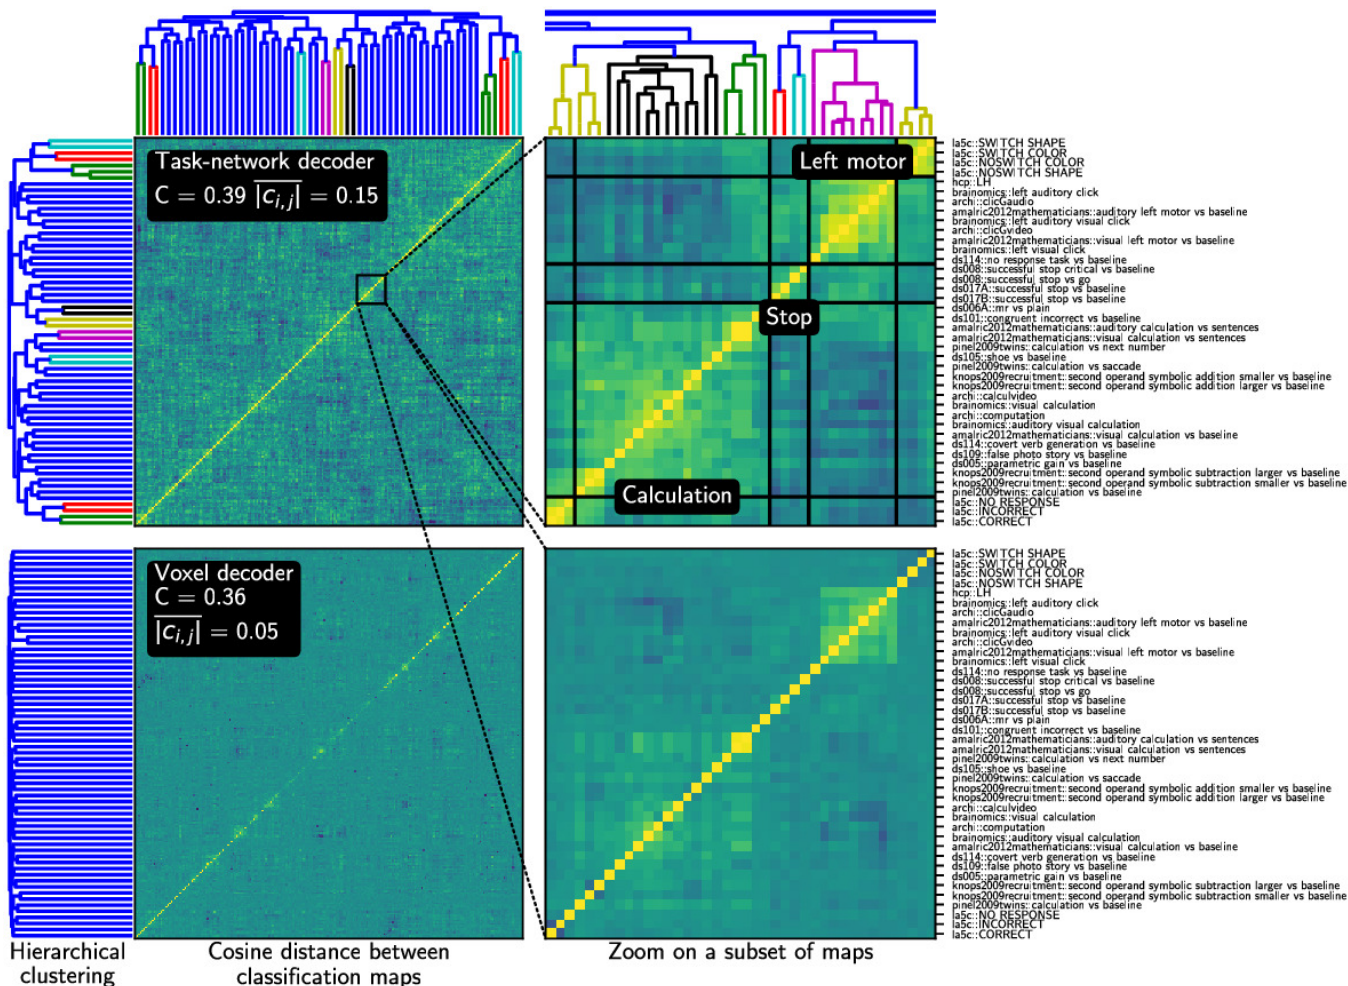 Task-network decoder
C = 0.39 |c_{i,j}| = 0.15
Left motor
Stop
Calculation
la5c::SWITCH SHAPE
la5c::SWITCH COLOR
la5c::NOSWITCH COLOR
la5c::NOSWITCH SHAPE
hcp::LH
brainomics::left auditory click
archi::clicGaudio
amalric2012mathematicians::auditory left motor vs baseline
brainomics::left auditory visual click
archi::clicGvideo
amalric2012mathematicians::visual left motor vs baseline
brainomics::left visual click
ds114::no response task vs baseline
ds008::successful stop critical vs baseline
ds008::successful stop vs go
ds017A::successful stop vs baseline
ds017B::successful stop vs baseline
ds006A::mr vs plain
ds101::congruent incorrect vs baseline
amalric2012mathematicians::auditory calculation vs sentences
amalric2012mathematicians::visual calculation vs sentences
pinel2009twins::calculation vs next number
ds105::shoe vs baseline
pinel2009twins::calculation vs saccade
knops2009recruitment::second operand symbolic addition smaller vs baseline
knops2009recruitment::second operand symbolic addition larger vs baseline
archi::calculvideo
brainomics::visual calculation
archi::computation
brainomics::auditory visual calculation
amalric2012mathematicians::visual calculation vs baseline
ds114::covert verb generation vs baseline
ds109::false photo story vs baseline
ds005::parametric gain vs baseline
knops2009recruitment::second operand symbolic subtraction larger vs baseline
knops2009recruitment::second operand symbolic subtraction smaller vs baseline
pinel2009twins::calculation vs baseline
la5c::NO RESPONSE
la5c::INCORRECT
la5c::CORRECT
Voxel decoder
C = 0.36
|c_{i,j}| = 0.05
la5c::SWITCH SHAPE
la5c::SWITCH COLOR
la5c::NOSWITCH COLOR
la5c::NOSWITCH SHAPE
hcp::LH
brainomics::left auditory click
archi::clicGaudio
amalric2012mathematicians::auditory left motor vs baseline
brainomics::left auditory visual click
archi::clicGvideo
amalric2012mathematicians::visual left motor vs baseline
brainomics::left visual click
ds114::no response task vs baseline
ds008::successful stop critical vs baseline
ds008::successful stop vs go
ds017A::successful stop vs baseline
ds017B::successful stop vs baseline
ds006A::mr vs plain
ds101::congruent incorrect vs baseline
amalric2012mathematicians::auditory calculation vs sentences
amalric2012mathematicians::visual calculation vs sentences
pinel2009twins::calculation vs next number
ds105::shoe vs baseline
pinel2009twins::calculation vs saccade
knops2009recruitment::second operand symbolic addition smaller vs baseline
knops2009recruitment::second operand symbolic addition larger vs baseline
archi::calculvideo
brainomics::visual calculation
archi::computation
brainomics::auditory visual calculation
amalric2012mathematicians::visual calculation vs baseline
ds114::covert verb generation vs baseline
ds109::false photo story vs baseline
ds005::parametric gain vs baseline
knops2009recruitment::second operand symbolic subtraction larger vs baseline
knops2009recruitment::second operand symbolic subtraction smaller vs baseline
pinel2009twins::calculation vs baseline
la5c::NO RESPONSE
la5c::INCORRECT
la5c::CORRECT
Hierarchical
clustering
Cosine distance between
classification maps
Zoom on a subset of maps